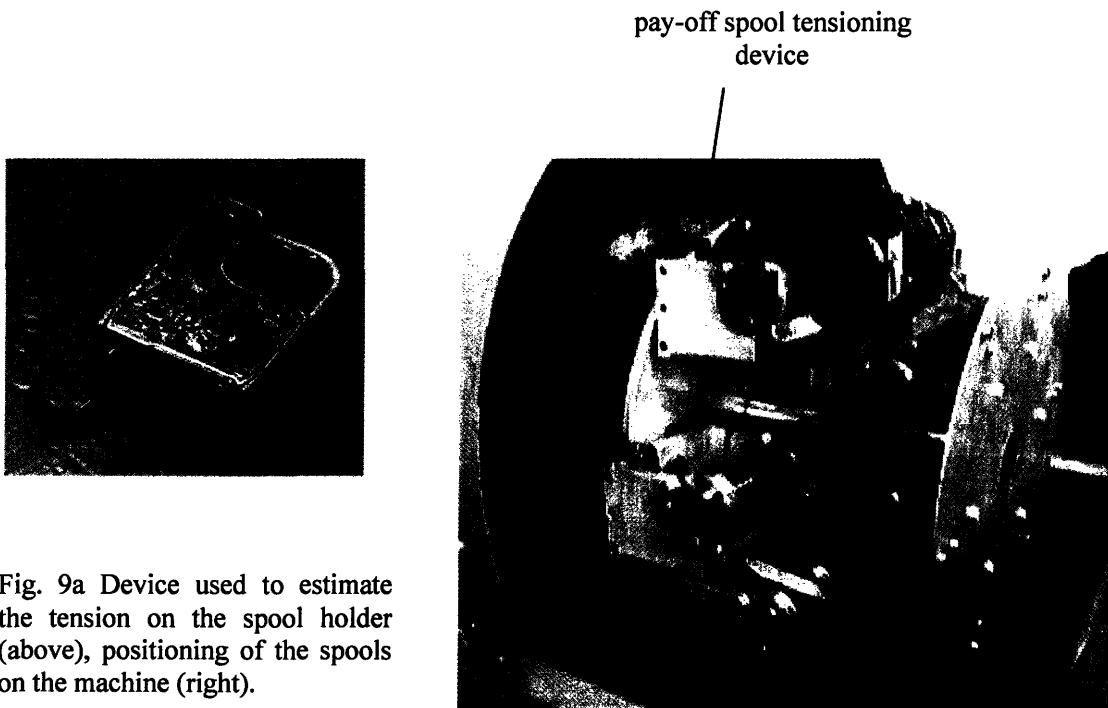 pay-off spool tensioning
device
Fig. 9a Device used to estimate
the tension on the spool holder
(above), positioning of the spools
on the machine (right).